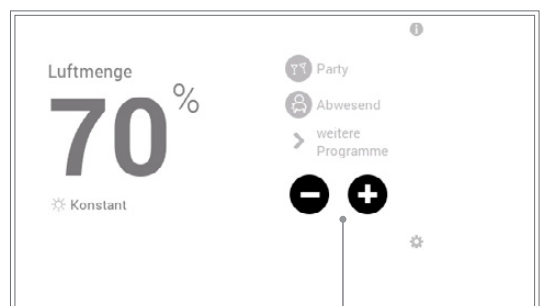 Luftmenge
70%
Konstant
Party
Abwesend
weitere
Programme